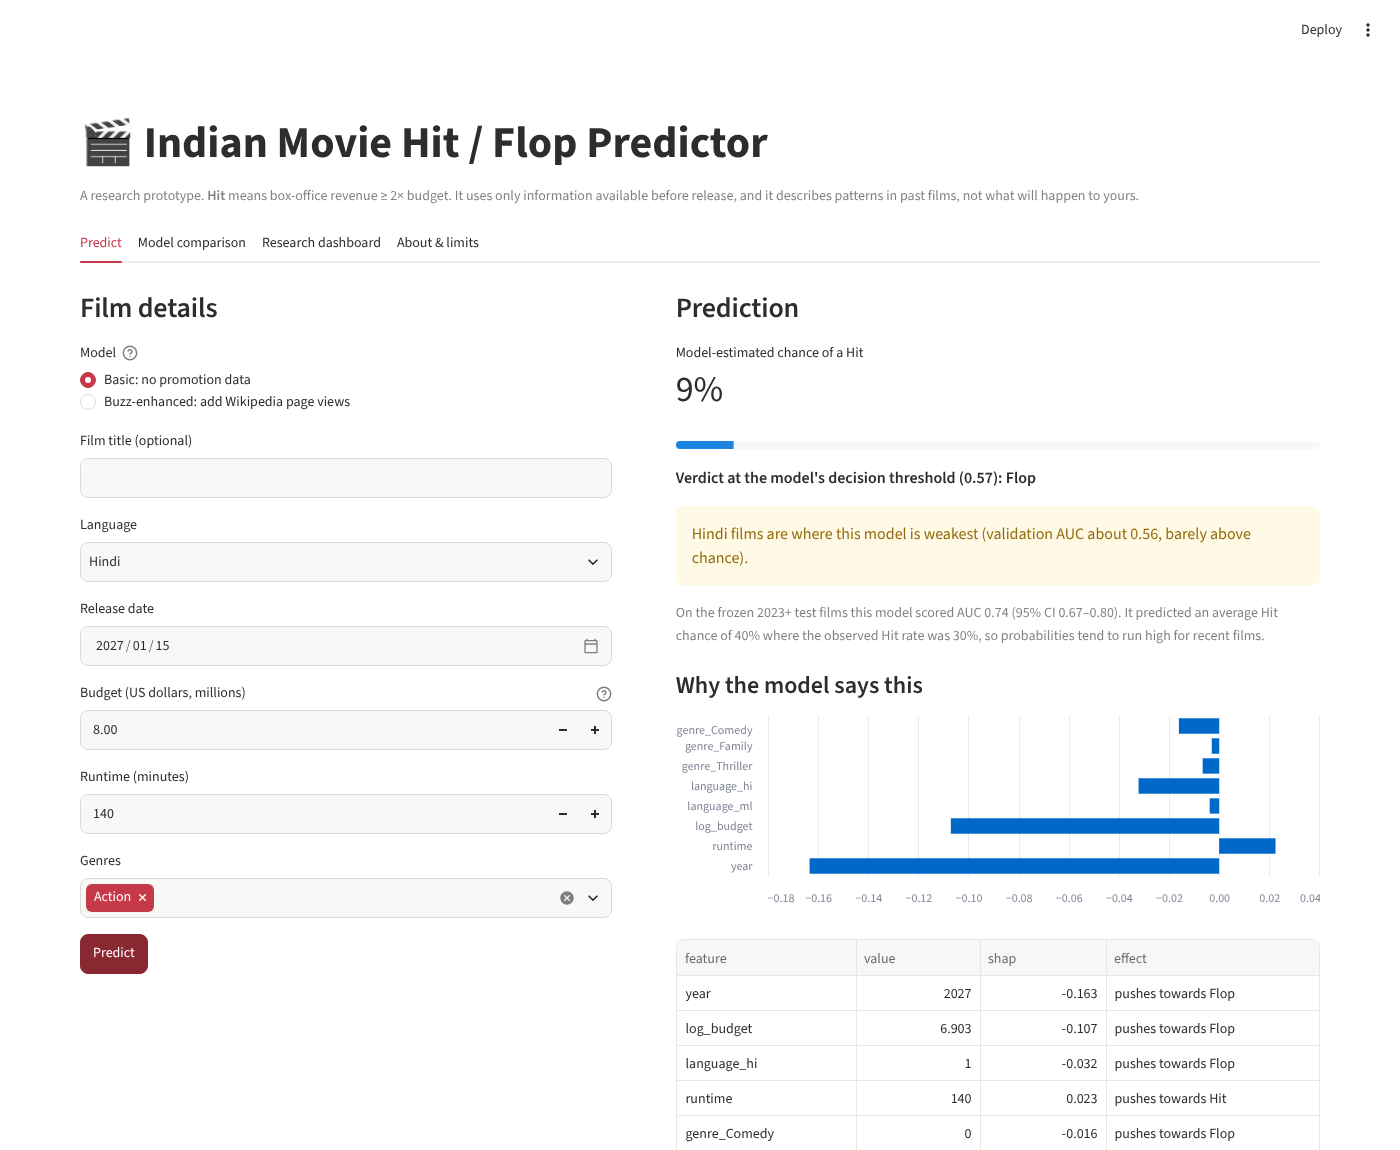 Deploy
🎬 Indian Movie Hit / Flop Predictor
A research prototype. Hit means box-office revenue ≥ 2× budget. It uses only information available before release, and it describes patterns in past films, not what will happen to yours.
Predict Model comparison Research dashboard About & limits
Film details
Model
Basic: no promotion data
Buzz-enhanced: add Wikipedia page views
Film title (optional)
Language
Hindi
Release date
2027/01/15
Budget (US dollars, millions)
8.00
Runtime (minutes)
140
Genres
Action
Predict
Prediction
Model-estimated chance of a Hit
9%
Verdict at the model's decision threshold (0.57): Flop
Hindi films are where this model is weakest (validation AUC about 0.56, barely above
chance).
On the frozen 2023+ test films this model scored AUC 0.74 (95% CI 0.67–0.80). It predicted an average Hit
chance of 40% where the observed Hit rate was 30%, so probabilities tend to run high for recent films.
Why the model says this
genre_Comedy
genre_Family
genre_Thriller
language_hi
language_ml
log_budget
runtime
year
−0.18 −0.16 −0.14 −0.12 −0.10 −0.08 −0.06 −0.04 −0.02 0.00 0.02 0.04
feature value shap effect
year 2027 -0.163 pushes towards Flop
log_budget 6.903 -0.107 pushes towards Flop
language_hi 1 -0.032 pushes towards Flop
runtime 140 0.023 pushes towards Hit
genre_Comedy 0 -0.016 pushes towards Flop